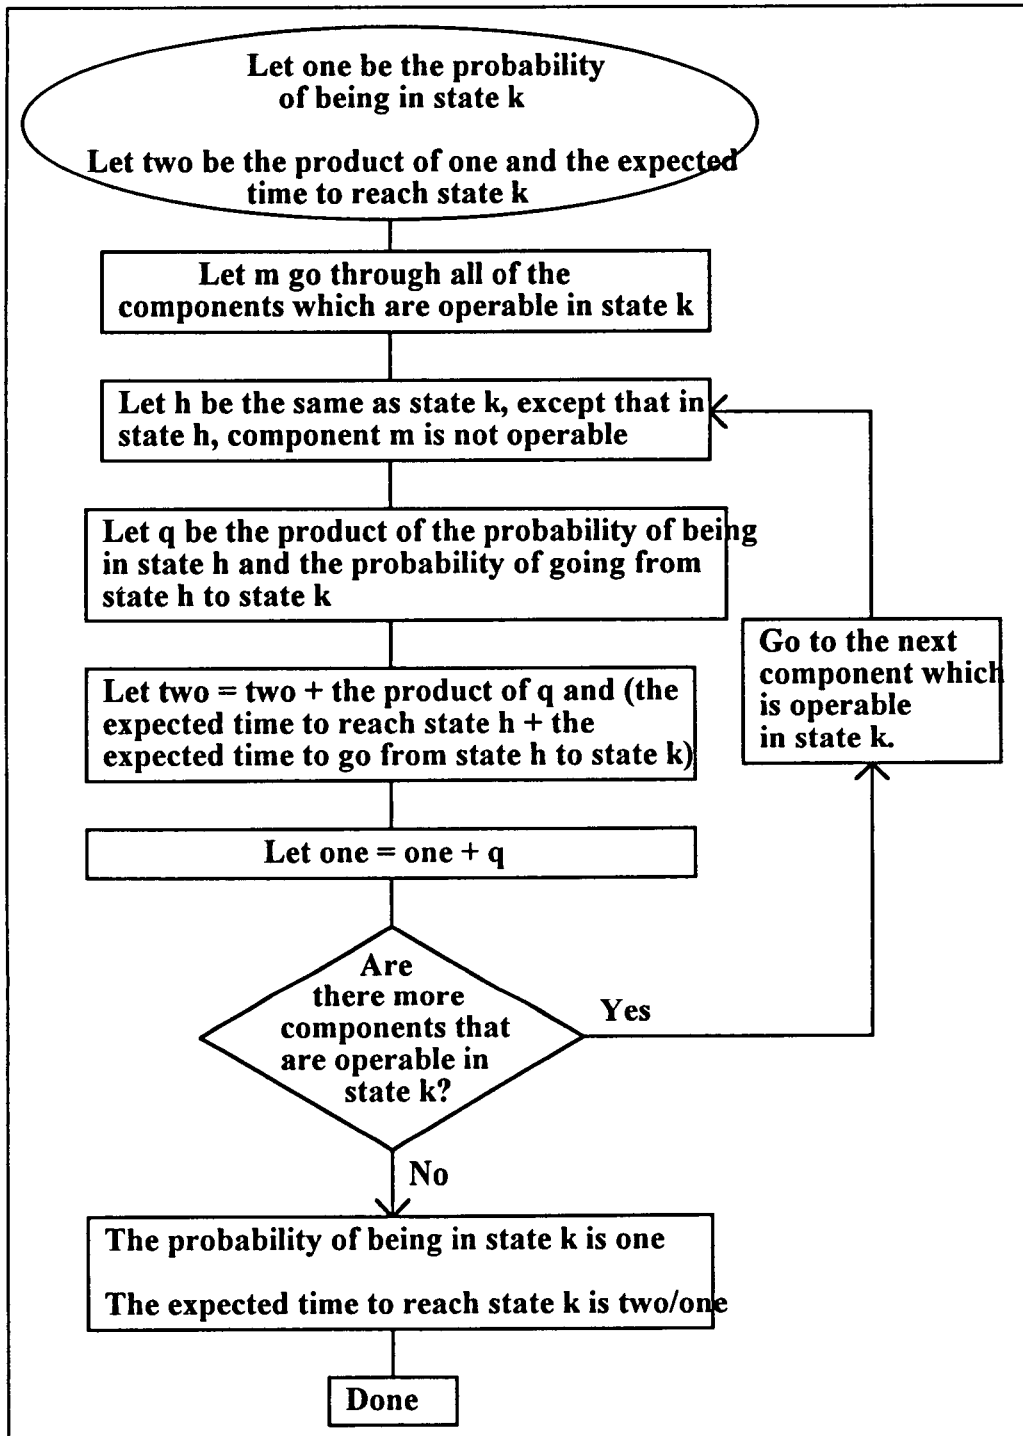 Let one be the probability
of being in state k
Let two be the product of one and the expected
time to reach state k
Let m go through all of the
components which are operable in state k
Let h be the same as state k, except that in
state h, component m is not operable
Let q be the product of the probability of being
in state h and the probability of going from
state h to state k
Go to the next
component which
is operable
in state k.
Let two = two + the product of q and (the
expected time to reach state h + the
expected time to go from state h to state k)
Let one = one + q
Are
there more
components that
are operable in
state k?
Yes
No
The probability of being in state k is one
The expected time to reach state k is two/one
Done